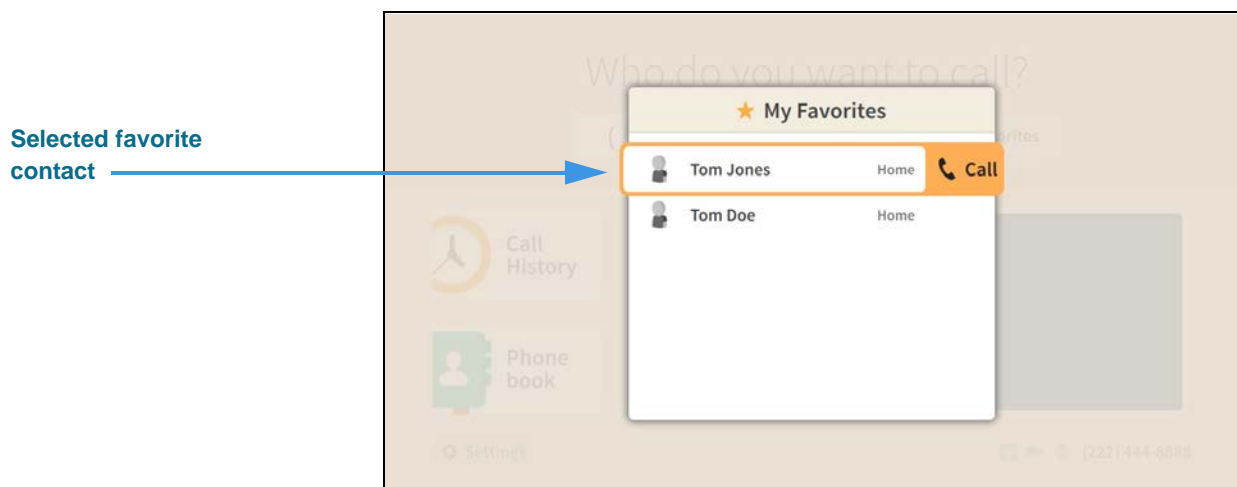 Who do you want to call?
My Favorites
Selected favorite
contact
(
orites
Tom Jones Home Call
Tom Doe Home
Call
History
Phone
book
Settings
(222) 444-8888